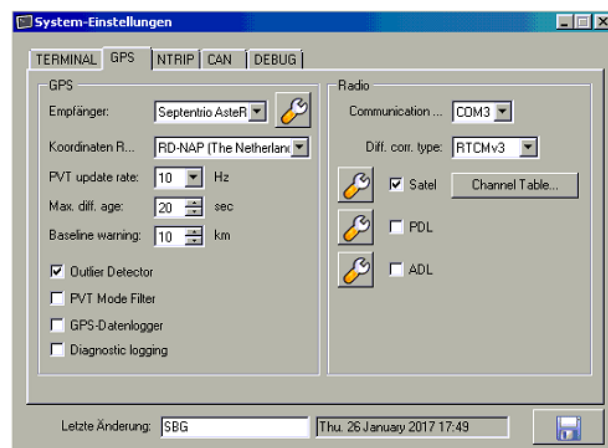 System-Einstellungen
TERMINAL GPS NTRIP CAN DEBUG
GPS
Empfänger: Septentrio AsteR
Koordinaten R... RD-NAP (The Netherlan
PVT update rate: 10 Hz
Max. diff. age: 20 sec
Baseline warning: 10 km
Outlier Detector
PVT Mode Filter
GPS-Datenlogger
Diagnostic logging
Radio
Communication ... COM3
Diff. corr. type: RTCMv3
Satel Channel Table...
PDL
ADL
Letzte Änderung: SBG Thu. 26 January 2017 17:49